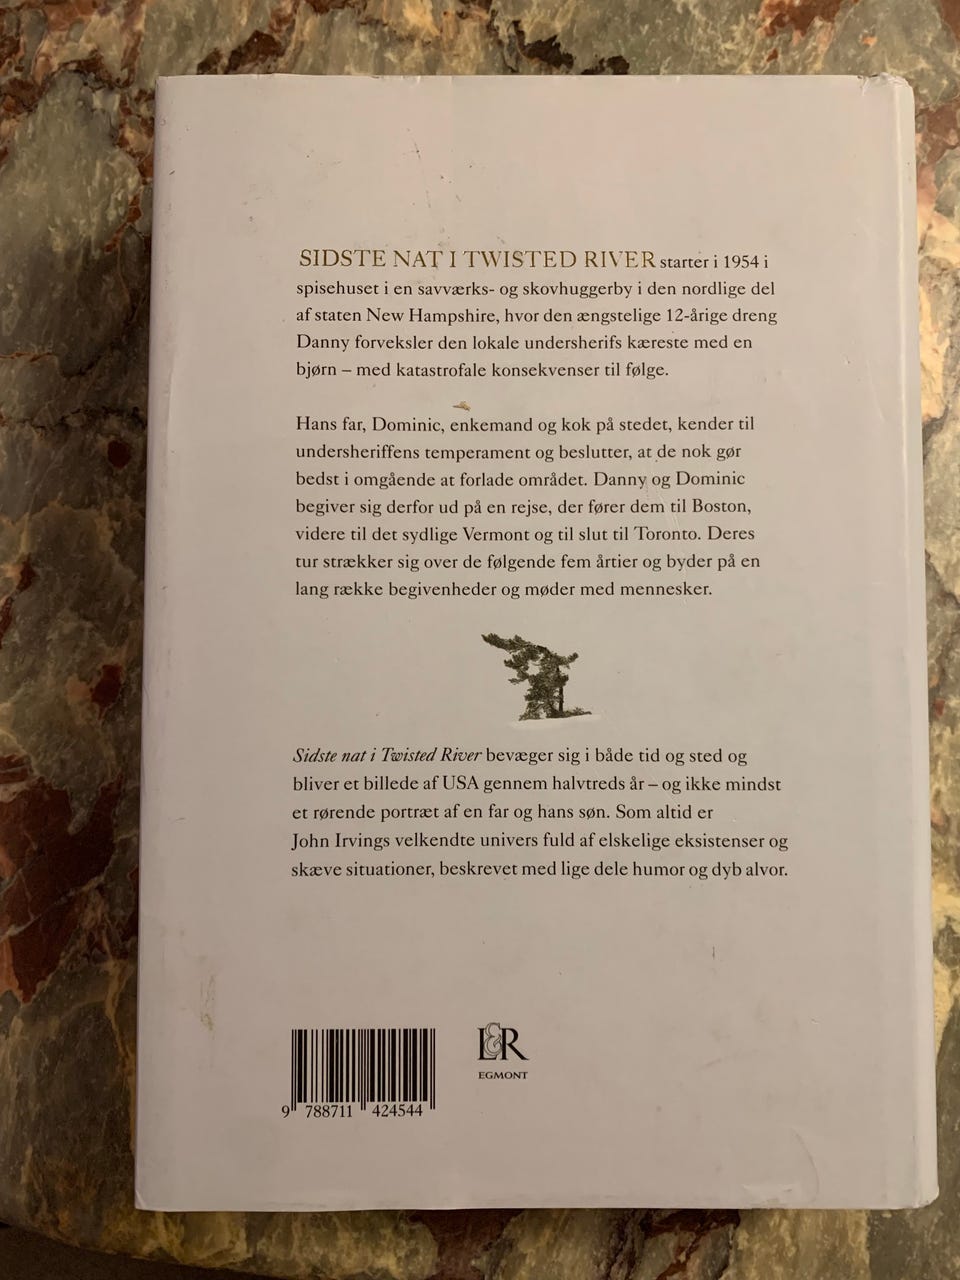 SIDSTE NAT I TWISTED RIVER starter i 1954 i
spisehuset i en savværks- og skovhuggerby i den nordlige del
af staten New Hampshire, hvor den ængstelige 12-årige dreng
Danny forveksler den lokale undersherifs kæreste med en
bjørn – med katastrofale konsekvenser til følge.
Hans far, Dominic, enkemand og kok på stedet, kender til
undersheriffens temperament og beslutter, at de nok gør
bedst i omgående at forlade området. Danny og Dominic
begiver sig derfor ud på en rejse, der fører dem til Boston,
videre til det sydlige Vermont og til slut til Toronto. Deres
tur strækker sig over de følgende fem årtier og byder på en
lang række begivenheder og møder med mennesker.
Sidste nat i Twisted River bevæger sig i både tid og sted og
bliver et billede af USA gennem halvtreds år – og ikke mindst
et rørende portræt af en far og hans søn. Som altid er
John Irvings velkendte univers fuld af elskelige eksistenser og
skæve situationer, beskrevet med lige dele humor og dyb alvor.
L&R
EGMONT
9 788711 424544